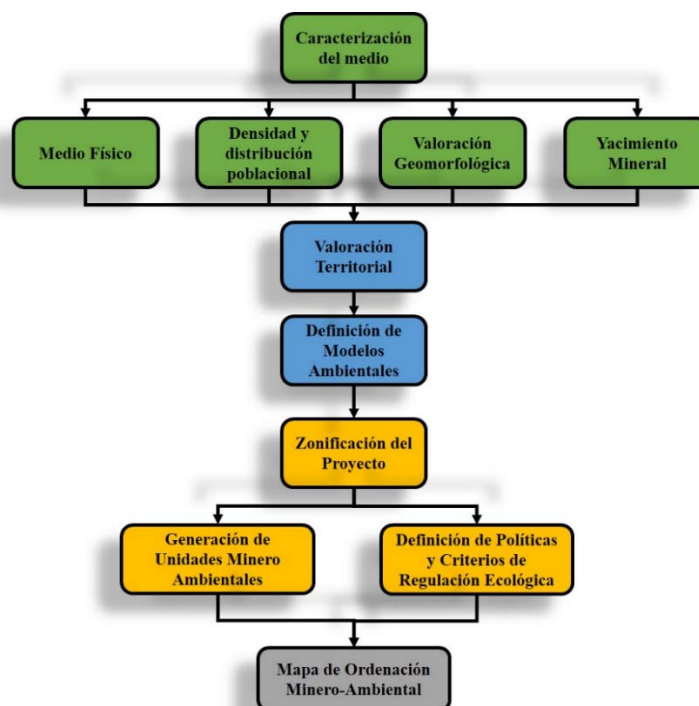 Caracterización
del medio
Medio Físico
Densidad y
distribución
poblacional
Valoración
Geomorfológica
Yacimiento
Mineral
Valoración
Territorial
Definición de
Modelos
Ambientales
Zonificación del
Proyecto
Generación de
Unidades Minero
Ambientales
Definición de Políticas
y Criterios de
Regulación Ecológica
Mapa de Ordenación
Minero-Ambiental